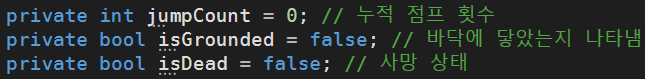 private int jumpCount = 0; // 누적 점프 횟수
private bool isGrounded = false; // 바닥에 닿았는지 나타냄
private bool isDead = false; // 사망 상태